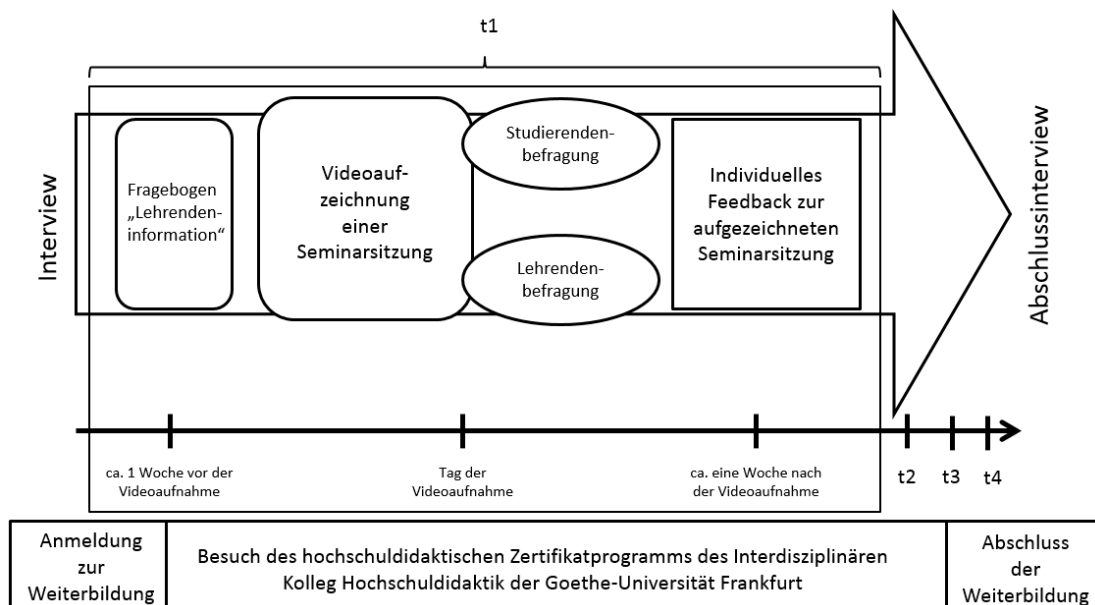 t1
Interview
Fragebogen
„Lehrenden-
information“
Videoauf-
zeichnung
einer
Seminarsitzung
Studierenden-
befragung
Lehrenden-
befragung
Individuelles
Feedback zur
aufgezeichneten
Seminarsitzung
Abschlussinterview
ca. 1 Woche vor der
Videoaufnahme
Tag der
Videoaufnahme
ca. eine Woche nach
der Videoaufnahme
t2
t3
t4
Anmeldung
zur
Weiterbildung
Besuch des hochschuldidaktischen Zertifikatprogramms des Interdisziplinären
Kolleg Hochschuldidaktik der Goethe-Universität Frankfurt
Abschluss
der
Weiterbildung